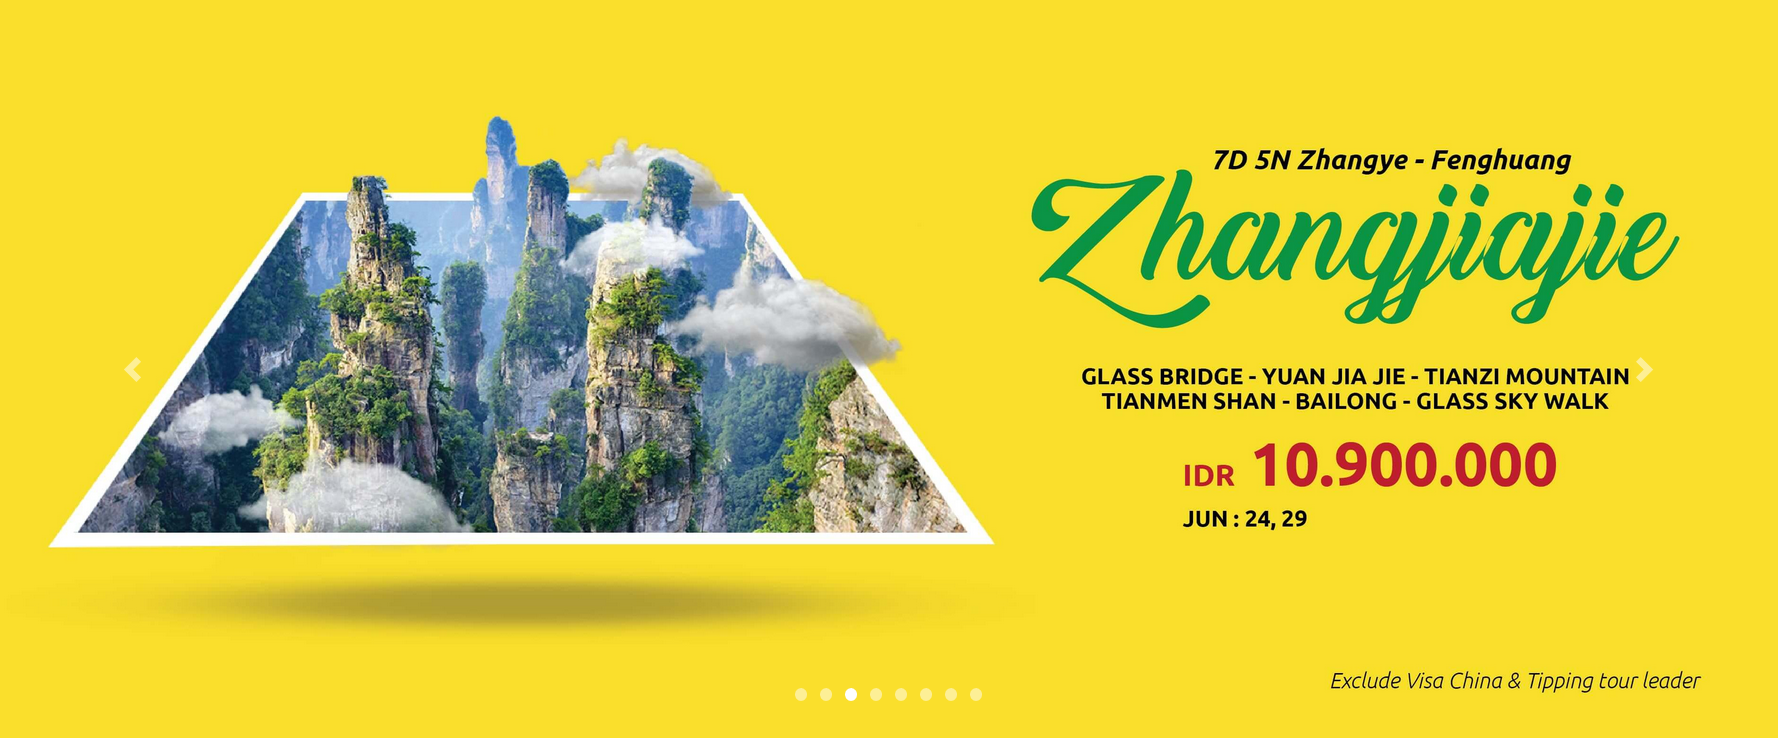 7D 5N Zhangye - Fenghuang
Zhangjiajie
GLASS BRIDGE - YUAN JIA JIE - TIANZI MOUNTAIN
TIANMEN SHAN - BAILONG - GLASS SKY WALK
IDR 10.900.000
JUN : 24, 29
Exclude Visa China & Tipping tour leader